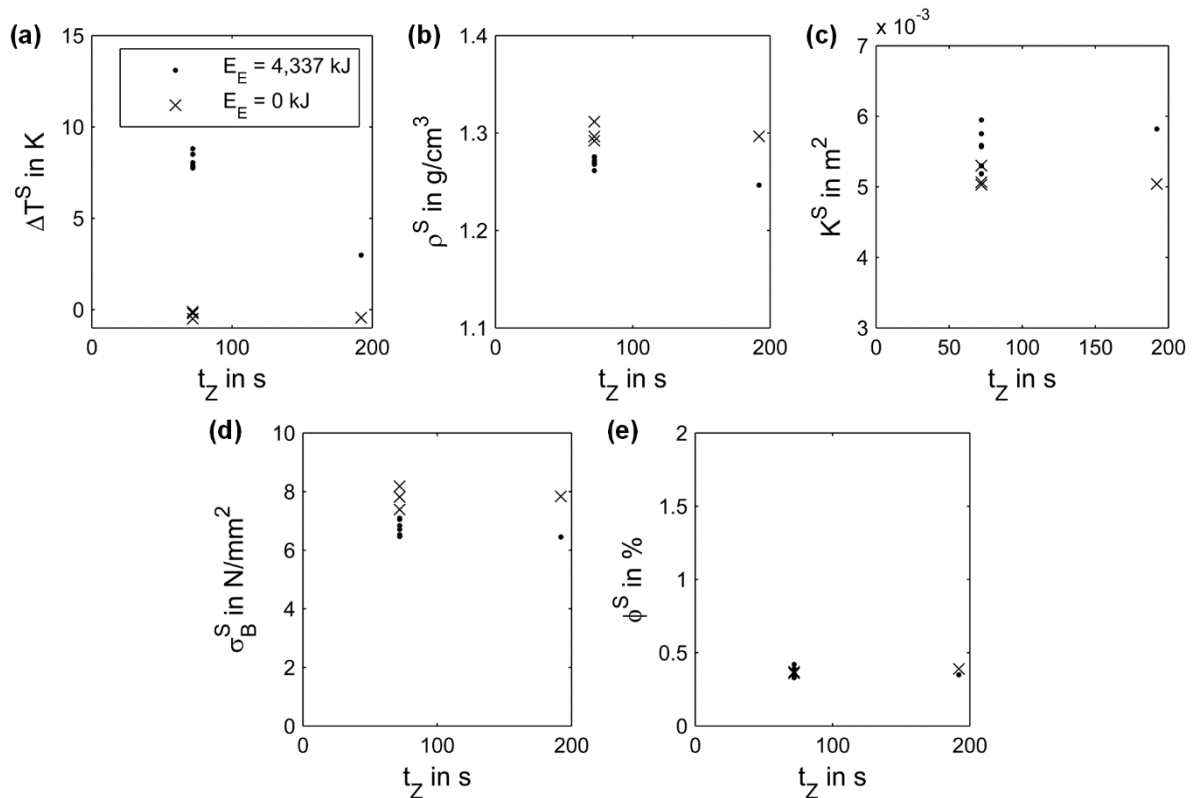 (a)
15
10
5
0
ΔT^S in K
E_E = 4,337 kJ
E_E = 0 kJ
0 100 200
t_Z in s
(b)
1.4
1.3
1.2
1.1
ρ^S in g/cm^3
0 100 200
t_Z in s
(c)
x 10^-3
7
6
5
4
3
K^S in m^2
0 50 100 150 200
t_Z in s
(d)
10
8
6
4
2
0
σ_B^S in N/mm^2
0 100 200
t_Z in s
(e)
2
1.5
1
0.5
0
ϕ^S in %
0 100 200
t_Z in s